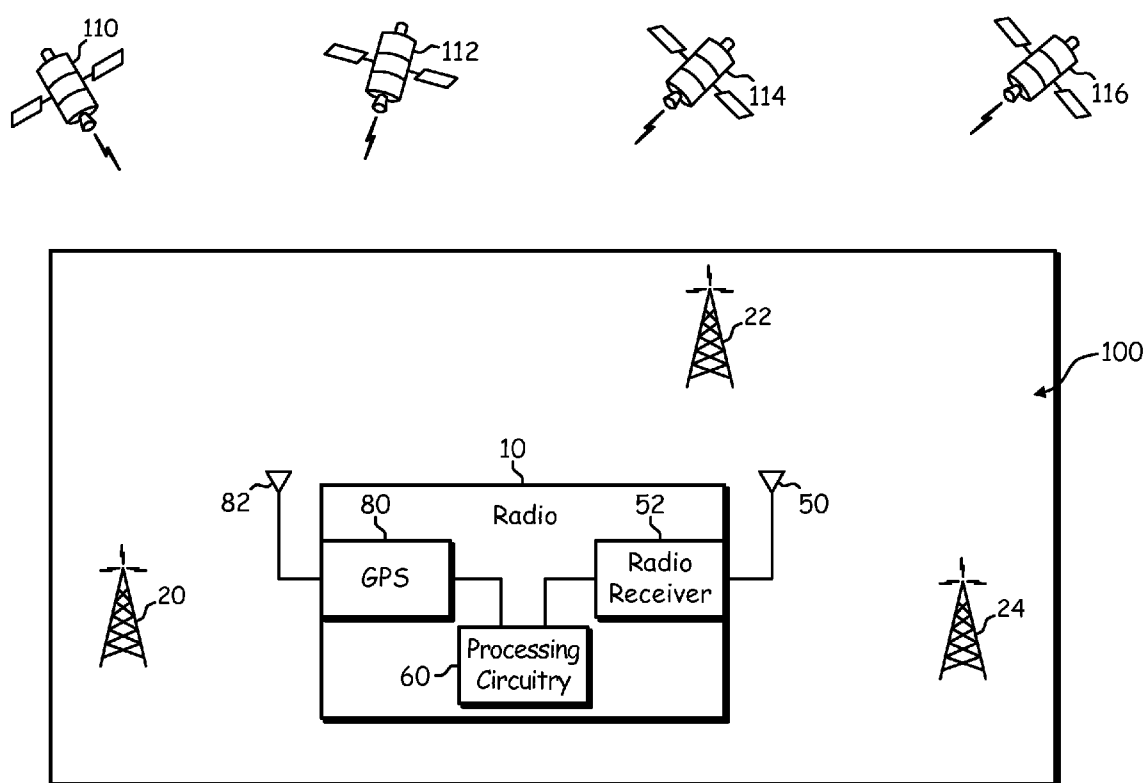 110
112
114
116
22
100
10
82
80
Radio
52
50
GPS
Radio
Receiver
20
24
60
Processing
Circuitry